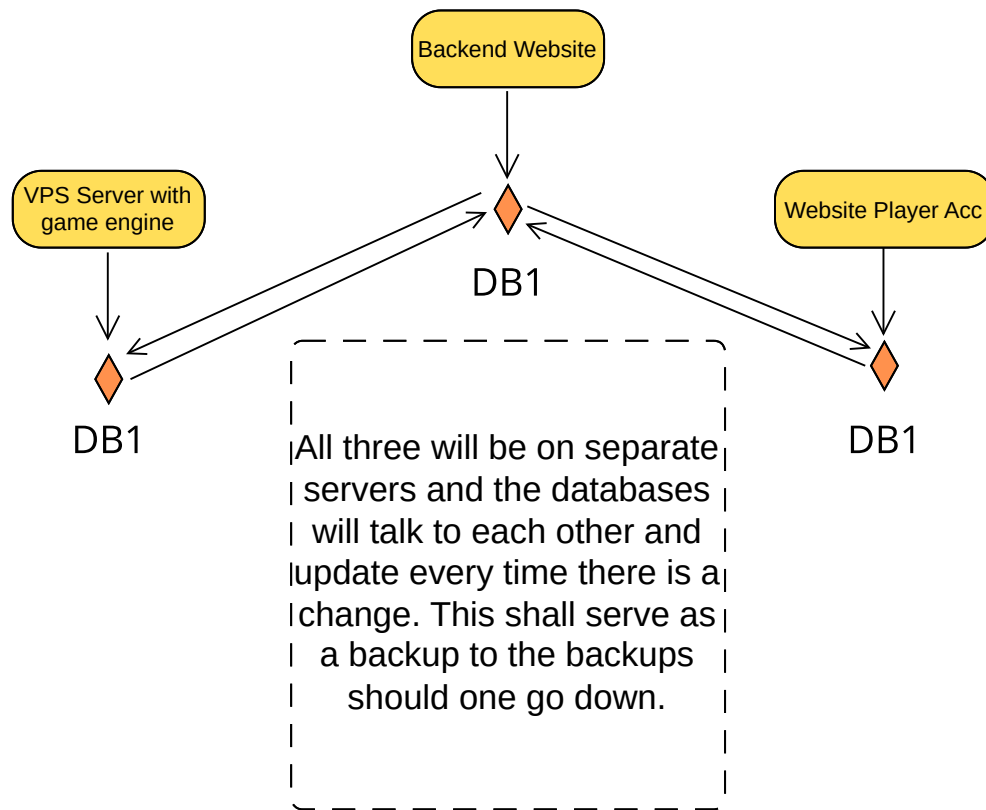 Backend Website
VPS Server with
game engine
Website Player Acc
DB1
DB1
DB1
All three will be on separate
servers and the databases
will talk to each other and
update every time there is a
change. This shall serve as
a backup to the backups
should one go down.